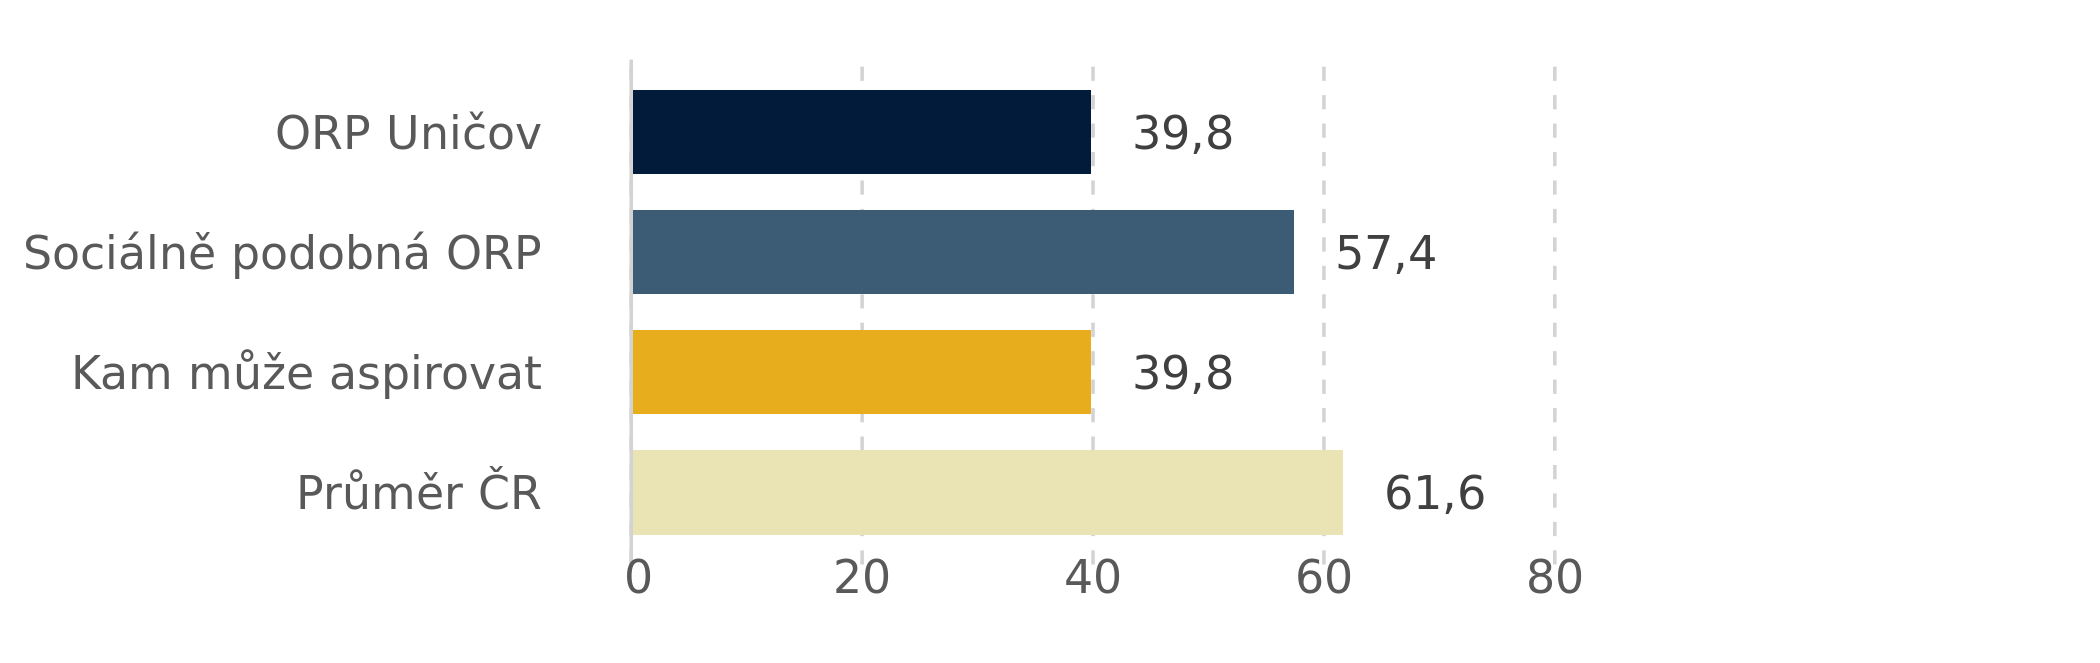 ORP Uničov 39,8
Sociálně podobná ORP 57,4
Kam může aspirovat 39,8
Průměr ČR 61,6
0 20 40 60 80